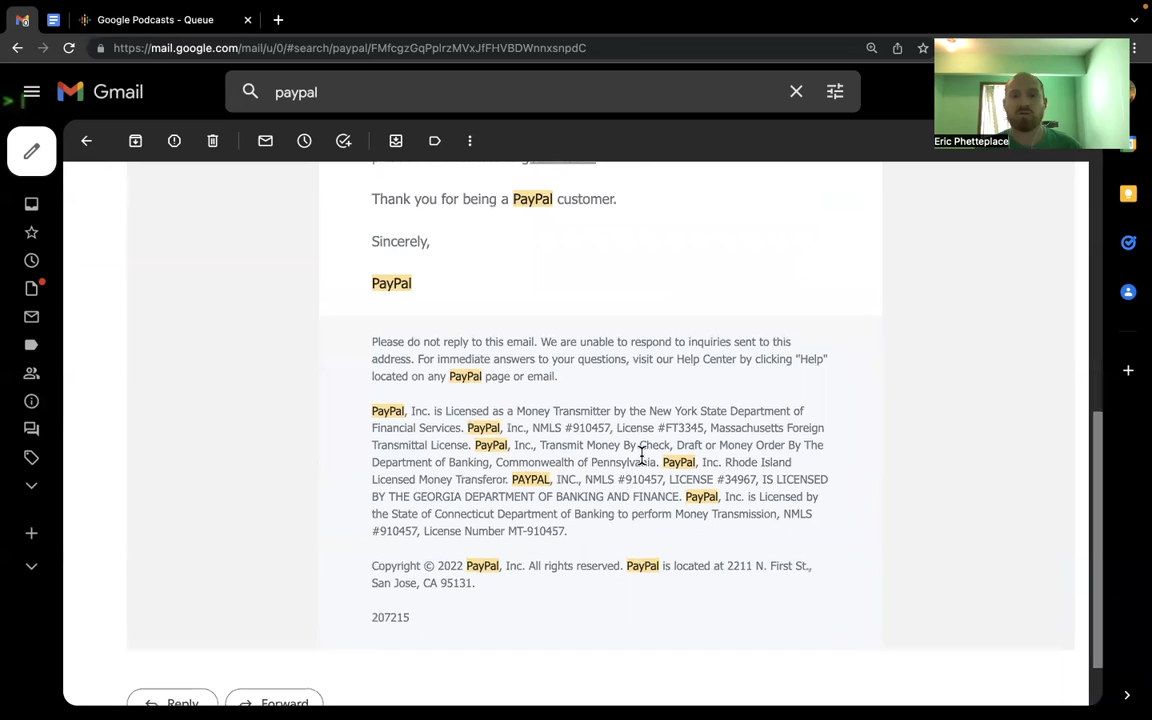 Google Podcasts - Queue
https://mail.google.com/mail/u/0/#search/paypal/FMfcgzGqPplrzMVxJfFHVBDWnnxsnpdC
Gmail
paypal
Eric Phetteplace
Thank you for being a PayPal customer.
Sincerely,
PayPal
Please do not reply to this email. We are unable to respond to inquiries sent to this
address. For immediate answers to your questions, visit our Help Center by clicking "Help"
located on any PayPal page or email.
PayPal, Inc. is Licensed as a Money Transmitter by the New York State Department of
Financial Services. PayPal, Inc., NMLS #910457, License #FT3345, Massachusetts Foreign
Transmittal License. PayPal, Inc., Transmit Money By Check, Draft or Money Order By The
Department of Banking, Commonwealth of Pennsylvania. PayPal, Inc. Rhode Island
Licensed Money Transferor. PAYPAL, INC., NMLS #910457, LICENSE #34967, IS LICENSED
BY THE GEORGIA DEPARTMENT OF BANKING AND FINANCE. PayPal, Inc. is Licensed by
the State of Connecticut Department of Banking to perform Money Transmission, NMLS
#910457, License Number MT-910457.
Copyright © 2022 PayPal, Inc. All rights reserved. PayPal is located at 2211 N. First St.,
San Jose, CA 95131.
207215
Reply
Forward